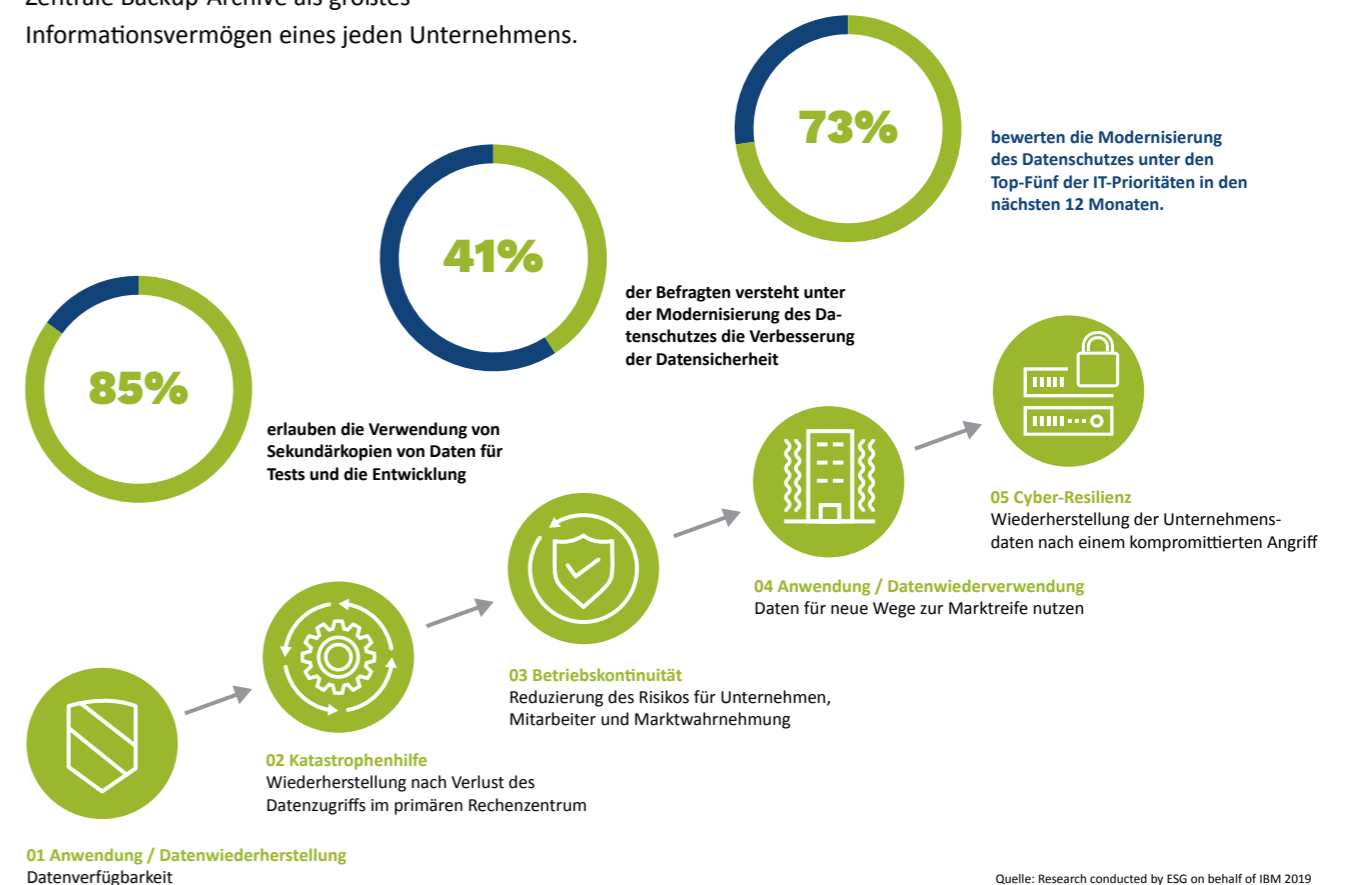 Zentrale Backup-Archive als größtes
Informationsvermögen eines jeden Unternehmens.
73%
bewerten die Modernisierung
des Datenschutzes unter den
Top-Fünf der IT-Prioritäten in den
nächsten 12 Monaten.
41%
der Befragten versteht unter
der Modernisierung des Da-
tenschutzes die Verbesserung
der Datensicherheit
85%
erlauben die Verwendung von
Sekundärkopien von Daten für
Tests und die Entwicklung
05 Cyber-Resilienz
Wiederherstellung der Unternehmens-
daten nach einem kompromittierten Angriff
04 Anwendung / Datenwiederverwendung
Daten für neue Wege zur Marktreife nutzen
03 Betriebskontinuität
Reduzierung des Risikos für Unternehmen,
Mitarbeiter und Marktwahrnehmung
02 Katastrophenhilfe
Wiederherstellung nach Verlust des
Datenzugriffs im primären Rechenzentrum
01 Anwendung / Datenwiederherstellung
Datenverfügbarkeit
Quelle: Research conducted by ESG on behalf of IBM 2019